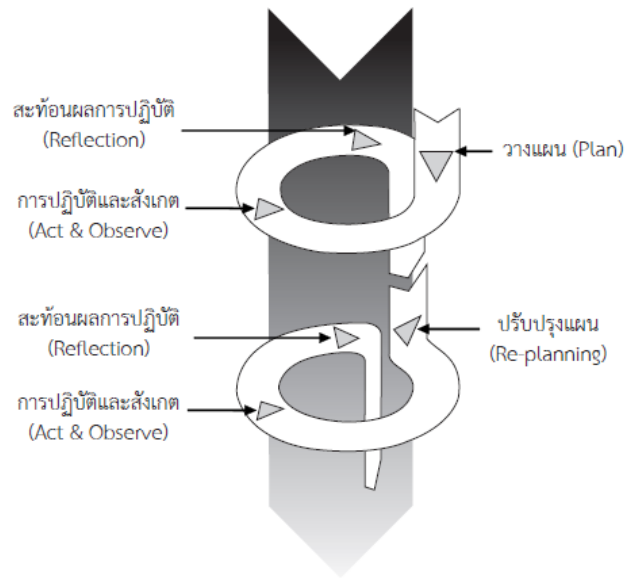 สะท้อนผลการปฏิบัติ
(Reflection)
วางแผน (Plan)
การปฏิบัติและสังเกต
(Act & Observe)
สะท้อนผลการปฏิบัติ
(Reflection)
ปรับปรุงแผน
(Re-planning)
การปฏิบัติและสังเกต
(Act & Observe)